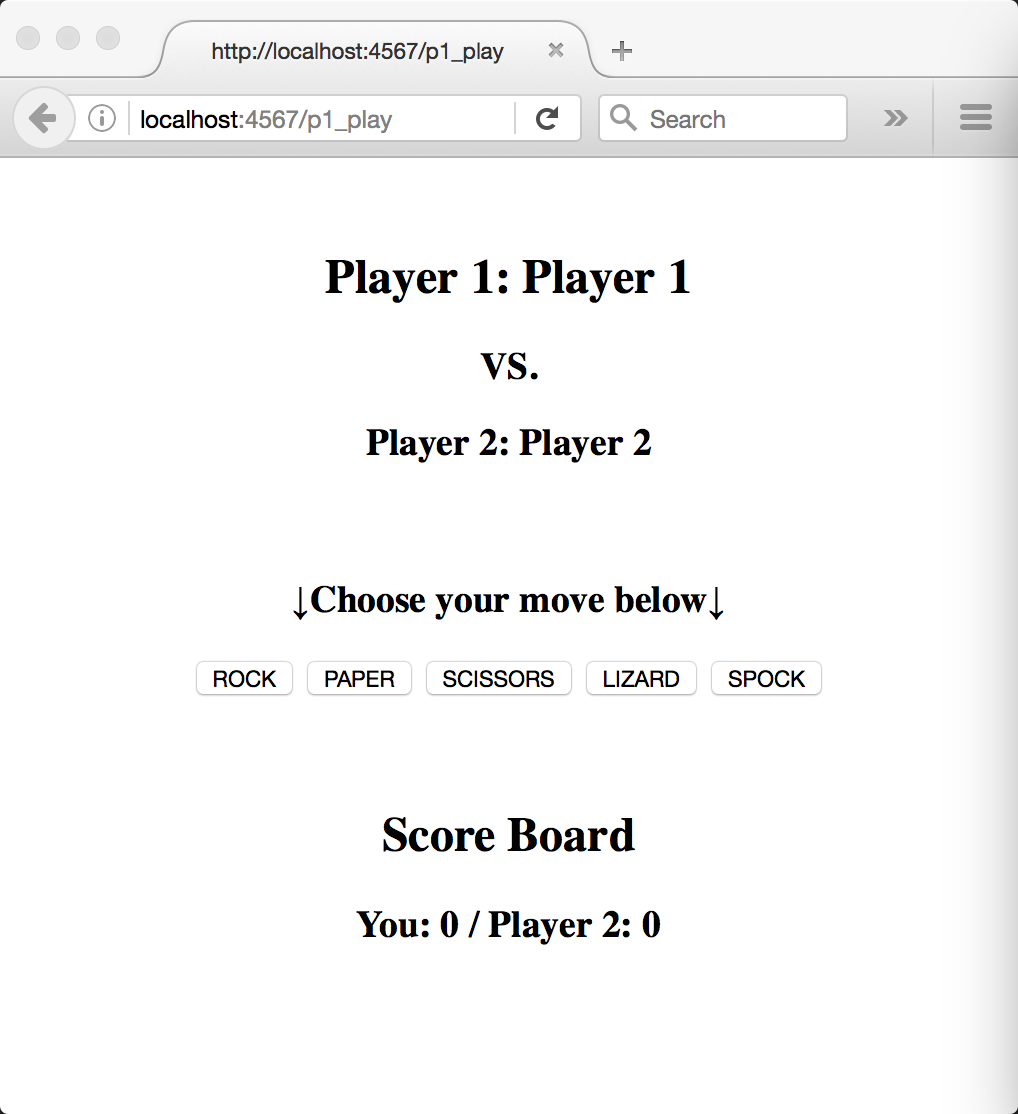 http://localhost:4567/p1_play
localhost:4567/p1_play
Search
Player 1: Player 1
vs.
Player 2: Player 2
↓Choose your move below↓
ROCK PAPER SCISSORS LIZARD SPOCK
Score Board
You: 0 / Player 2: 0